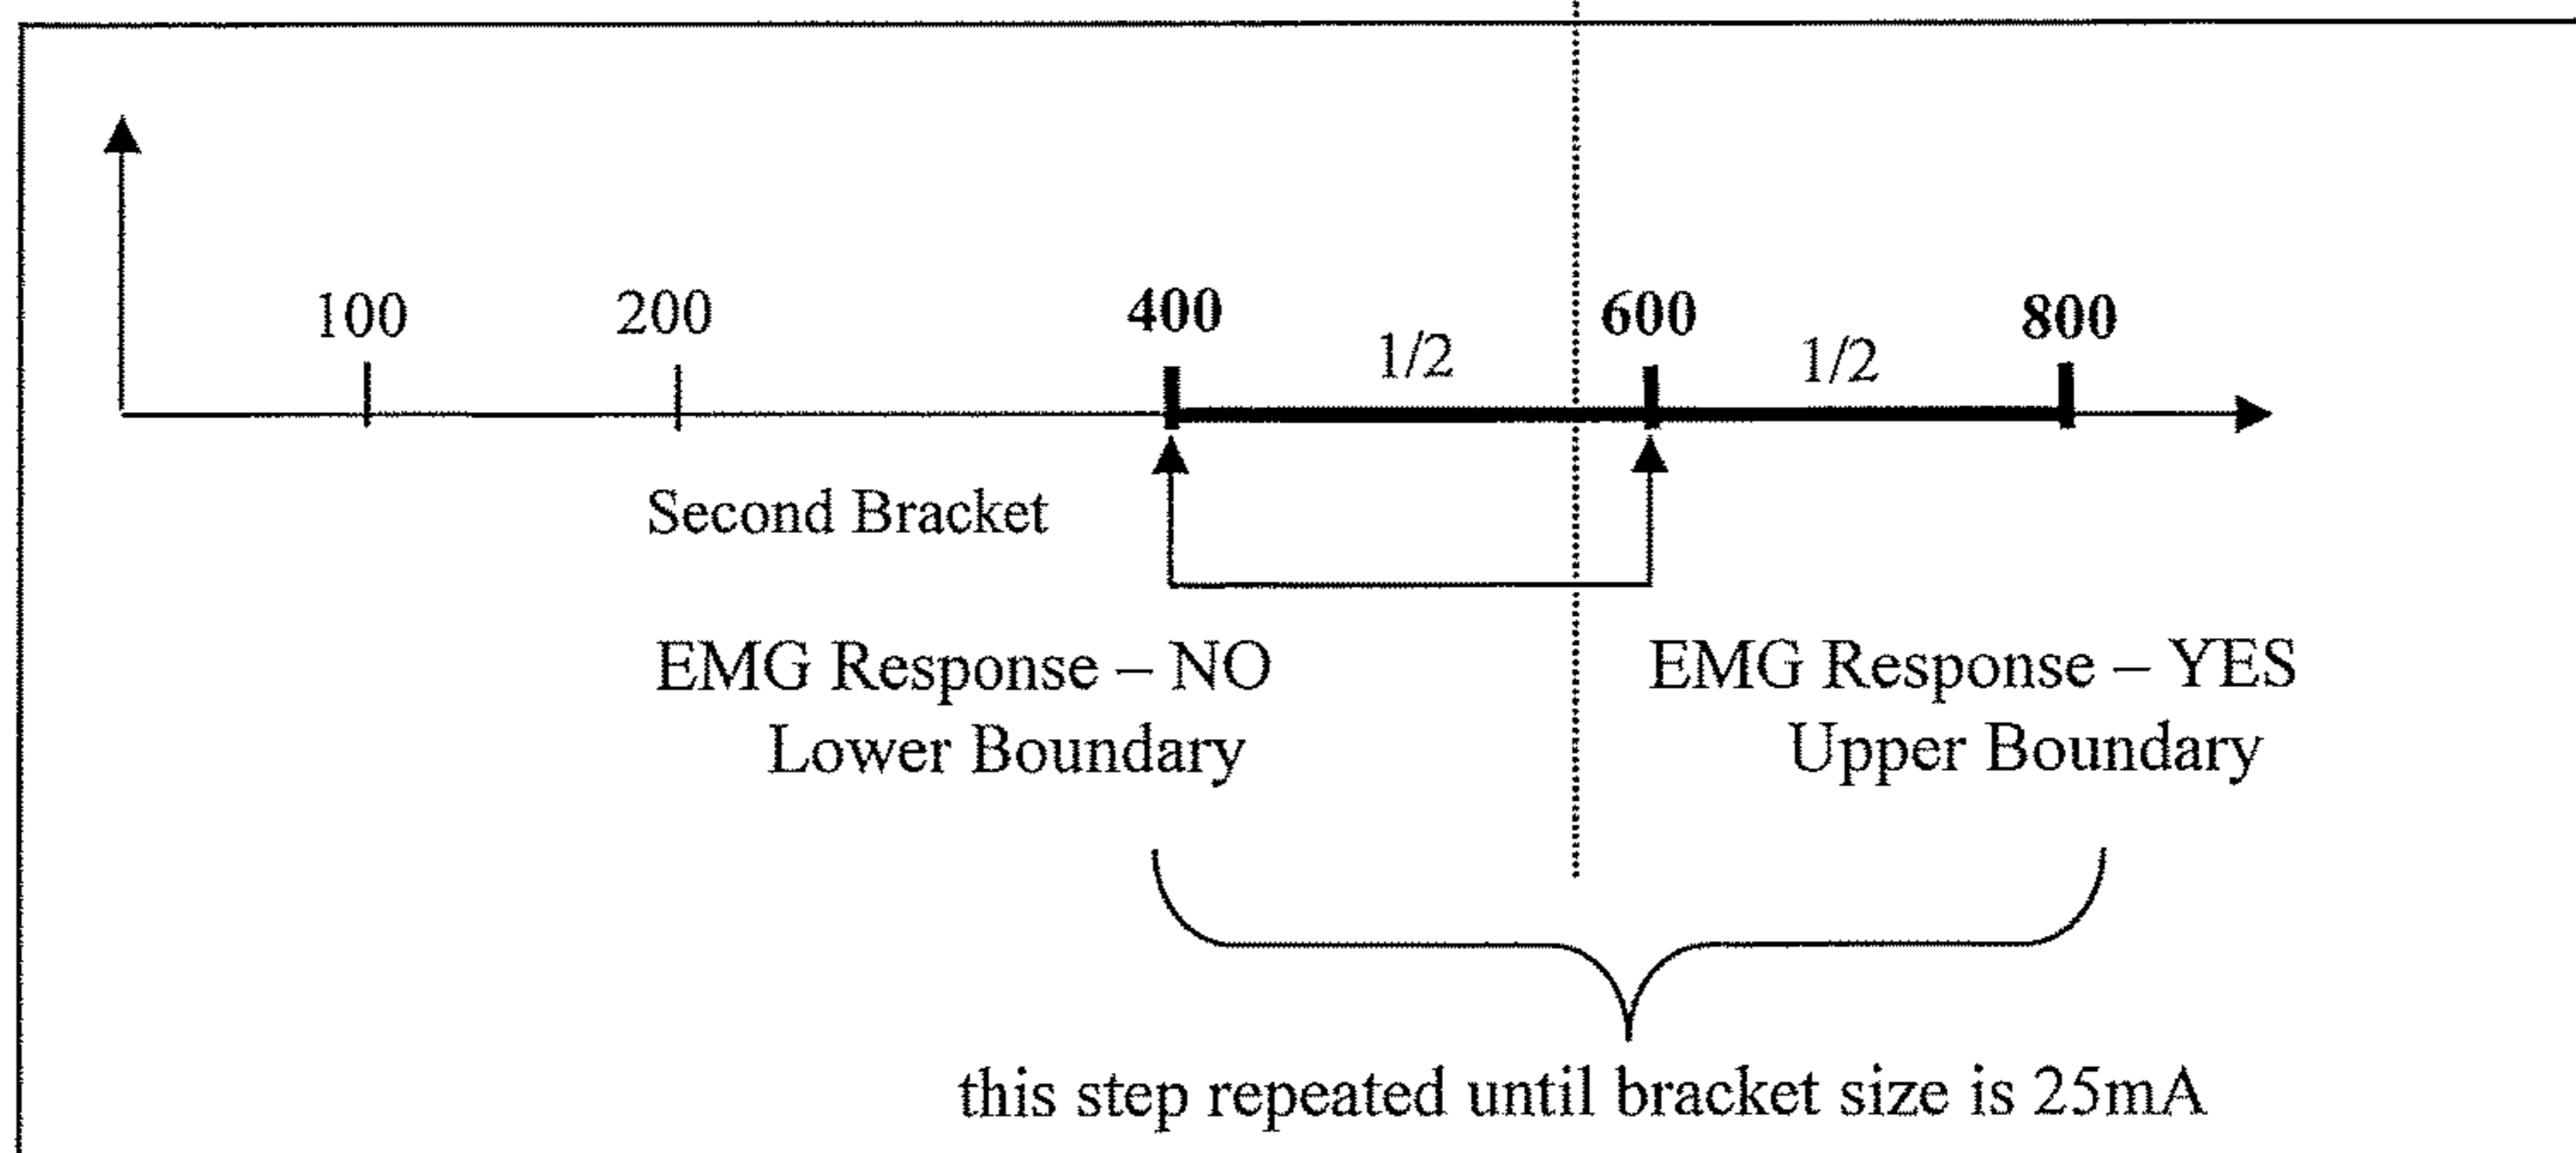 100
200
400
600
800
1/2
1/2
Second Bracket
EMG Response – NO
Lower Boundary
EMG Response – YES
Upper Boundary
this step repeated until bracket size is 25mA